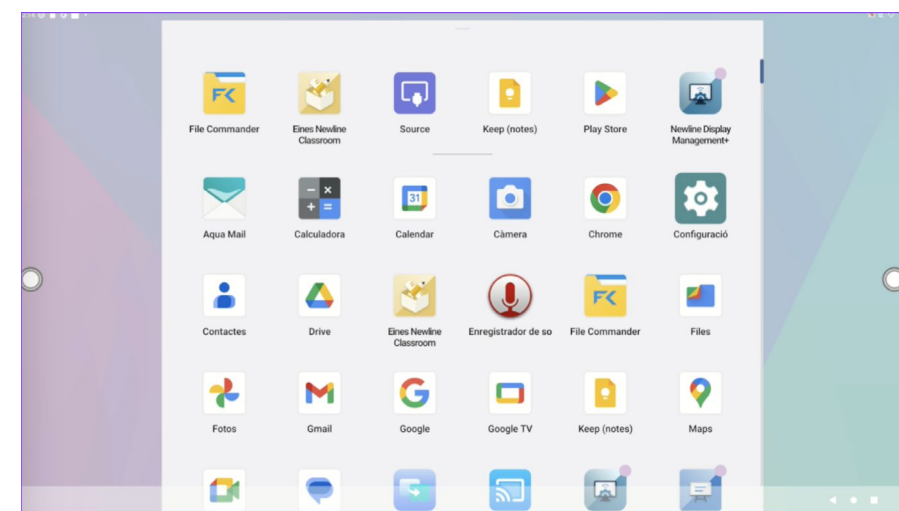 File Commander
Eines Newline
Classroom
Source
Keep (notes)
Play Store
Newline Display
Management+
Aqua Mail
Calculadora
31
Calendar
Càmera
Chrome
Configuració
Contactes
Drive
Eines Newline
Classroom
Enregistrador de so
File Commander
Files
Fotos
Gmail
Google
Google TV
Keep (notes)
Maps